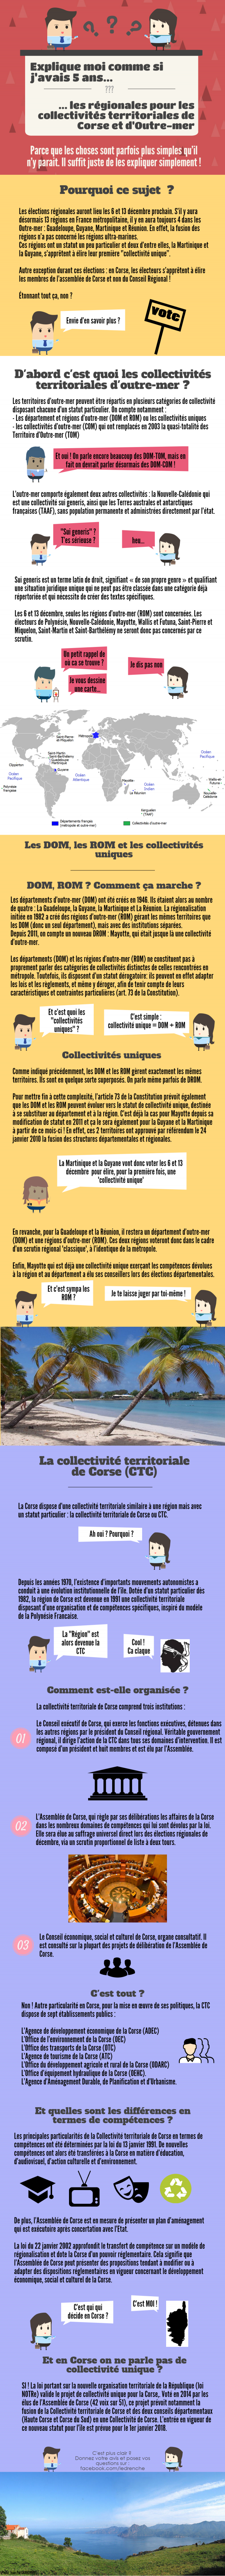 Explique moi comme si
j'avais 5 ans...
???
... les régionales pour les
collectivités territoriales de
Corse et d'Outre-mer
Parce que les choses sont parfois plus simples qu'il
n'y parait. Il suffit juste de les expliquer simplement !
Pourquoi ce sujet ?
Les élections régionales auront lieu les 6 et 13 décembre prochain. S'il y aura
désormais 13 régions en France métropolitaine, il y en aura toujours 4 dans les
Outre-mer : Guadeloupe, Guyane, Martinique et Réunion. En effet, la fusion des
régions n'a pas concerné les régions ultra-marines.
Ces régions ont un statut un peu particulier et deux d'entre elles, la Martinique et
la Guyane, s'apprêtent à élire leur première "collectivité unique".
Autre exception durant ces élections : en Corse, les électeurs s'apprêtent à élire
les membres de l'assemblée de Corse et non du Conseil Régional.
Étonnant tout ça, non ?
Envie d'en savoir plus ?
vote
D'abord c'est quoi les collectivités
territoriales d'outre-mer ?
Les territoires d'outre-mer peuvent être répartis en plusieurs catégories de collectivité
disposant chacune d'un statut particulier. On compte notamment :
- Les département et régions d'outre-mer (DOM et ROM) ou les collectivités uniques
- les collectivités d'outre-mer (COM) qui ont remplacés en 2003 la quasi-totalité des
Territoire d'Outre-mer (TOM)
Et oui ! On parle encore beaucoup des DOM-TOM, mais en
fait on devrait parler désormais des DOM-COM !
L'outre-mer comporte également deux autres collectivités : la Nouvelle-Calédonie qui
est une collectivité sui generis, ainsi que les Terres australes et antarctiques
françaises (TAAF), sans population permanente et administrées directement par l'état.
"Sui generis" ?
T'es sérieuse ?
heu...
Sui generis est un terme latin de droit, signifiant « de son propre genre » et qualifiant
une situation juridique unique qui ne peut pas être classée dans une catégorie déjà
répertoriée et qui nécessite de créer des textes spécifiques.
Les 6 et 13 décembre, seules les régions d'outre-mer (ROM) sont concernées. Les
électeurs de Polynésie, Nouvelle-Calédonie, Mayotte, Wallis et Futuna, Saint-Pierre et
Miquelon, Saint-Martin et Saint-Barthélémy ne seront donc pas concernés par ce
scrutin.
Un petit rappel de
où ça se trouve ?
Je dis pas non
Je vous dessine
une carte...
Saint-Pierre
et-Miquelon
Métropole
Saint-Martin
Saint-Barthélemy
Guadeloupe
Martinique
Guyane
Clipperton
Océan
Pacifique
Polynésie
française
Océan
Atlantique
Mayotte
La Réunion
Océan
Indien
Océan
Pacifique
Wallis-et-
Futuna
Nouvelle-
Calédonie
Kerguelen
(TAAF)
Départements français
(métropole et outre-mer)
Collectivités d'outre-mer
Les DOM, les ROM et les collectivités
uniques
DOM, ROM ? Comment ça marche ?
Les départements d'outre-mer (DOM) ont été créés en 1946. Ils étaient alors au nombre
de quatre : La Guadeloupe, la Guyane, la Martinique et la Réunion. La régionalisation
initiée en 1982 a créé des régions d'outre-mer (ROM) gérant les mêmes territoires que
les DOM (donc un seul département), mais avec des institutions séparées.
Depuis 2011, on compte un nouveau DROM : Mayotte, qui était jusque là une collectivité
d'outre-mer.
Les départements (DOM) et les régions d'outre-mer (ROM) ne constituent pas à
proprement parler des catégories de collectivités distinctes de celles rencontrées en
métropole. Toutefois, ils disposent d'un statut dérogatoire: ils peuvent en effet adapter
les lois et les règlements, et même y déroger, afin de tenir compte de leurs
caractéristiques et contraintes particulières (art. 73 de la Constitution).
Et c'est quoi les
"collectivités
uniques" ?
C'est simple :
collectivité unique = DOM + ROM
Collectivités uniques
Comme indiqué précédemment, les DOM et les ROM gèrent exactement les mêmes
territoires. Ils sont en quelque sorte superposés. On parle même parfois de DROM.
Pour mettre fin à cette complexité, l'article 73 de la Constitution prévoit également
que les DOM et les ROM peuvent évoluer vers le statut de collectivité unique, destinée
à se substituer au département et à la région. C'est déjà le cas pour Mayotte depuis sa
modification de statut en 2011 et ça le sera également pour la Guyane et la Martinique
à partir de ce mois-ci ! En effet, ces 2 territoires ont approuvé par référendum le 24
janvier 2010 la fusion des structures départementales et régionales.
La Martinique et la Guyane vont donc voter les 6 et 13
décembre pour élire, pour la première fois, une
'collectivité unique'
En revanche, pour la Guadeloupe et la Réunion, il restera un département d'outre-mer
(DOM) et une régions d'outre-mer (ROM). Ces deux régions voteront donc dans le cadre
d'un scrutin régional 'classique', à l'identique de la métropole.
Enfin, Mayotte qui est déjà une collectivité unique exerçant les compétences dévolues
à la région et au département a élu ses conseillers lors des élections départementales.
Et c'est sympa les
ROM ?
Je te laisse juger par toi-même !
La collectivité territoriale
de Corse (CTC)
La Corse dispose d'une collectivité territoriale similaire à une région mais avec
un statut particulier : la collectivité territoriale de Corse ou CTC.
Ah oui ? Pourquoi ?
Depuis les années 1970, l'existence d'importants mouvements autonomistes a
conduit à une évolution institutionnelle de l'île. Dotée d'un statut particulier dès
1982, la région de Corse est devenue en 1991 une collectivité territoriale
disposant d'une organisation et de compétences spécifiques, inspiré du modèle
de la Polynésie Francaise.
La "Région" est
alors devenue la
CTC
Cool !
Ca claque
Comment est-elle organisée ?
La collectivité territoriale de Corse comprend trois institutions :
01
Le Conseil exécutif de Corse, qui exerce les fonctions exécutives, détenues dans
les autres régions par le président du Conseil régional. Véritable gouvernement
régional, il dirige l'action de la CTC dans tous ses domaines d'intervention. Il est
composé d'un président et huit membres et est élu par l'Assemblée.
02
L'Assemblée de Corse, qui règle par ses délibérations les affaires de la Corse
dans les nombreux domaines de compétences qui lui sont dévolus par la loi.
Elle sera élue au suffrage universel direct lors des élections régionales de
décembre, via un scrutin proportionnel de liste à deux tours.
03
Le Conseil économique, social et culturel de Corse, organe consultatif. Il
est consulté sur la plupart des projets de délibération de l'Assemblée de
Corse.
C'est tout ?
Non ! Autre particularité en Corse, pour la mise en œuvre de ses politiques, la CTC
dispose de sept établissements publics :
L'Agence de développement économique de la Corse (ADEC)
L'Office de l'environnement de la Corse (OEC)
L'Office des transports de la Corse (OTC)
L'Agence de tourisme de la Corse (ATC)
L'Office du développement agricole et rural de la Corse (ODARC)
L'Office d'équipement hydraulique de la Corse (OEHC).
L'Agence d'Aménagement Durable, de Planification et d'Urbanisme.
Et quelles sont les différences en
termes de compétences ?
Les principales particularités de la Collectivité territoriale de Corse en termes de
compétences ont été déterminées par la loi du 13 janvier 1991. De nouvelles
compétences ont alors été transférées à la Corse en matière d'éducation,
d'audiovisuel, d'action culturelle et d'environnement.
De plus, l'Assemblée de Corse est en mesure de présenter un plan d'aménagement
qui est exécutoire après concertation avec l'Etat.
La loi du 22 janvier 2002 approfondit le transfert de compétence sur un modèle de
régionalisation et dote la Corse d'un pouvoir réglementaire. Cela signifie que
l'Assemblée de Corse peut présenter des propositions tendant à modifier ou à
adapter des dispositions réglementaires en vigueur concernant le développement
économique, social et culturel de la Corse.
C'est qui qui
décide en Corse ?
C'est MOI !
Et en Corse on ne parle pas de
collectivité unique ?
SI ! La loi portant sur la nouvelle organisation territoriale de la République (loi
NOTRe) valide le projet de collectivité unique pour la Corse. Voté en 2014 par les
élus de l'Assemblée de Corse (42 voix sur 51), ce projet prévoit notamment la
fusion de la Collectivité territoriale de Corse et des deux conseils départementaux
(Haute Corse et Corse du Sud) en une Collectivité de Corse. L'entrée en vigueur de
ce nouveau statut pour l'île est prévue pour le 1er janvier 2018.
C'est plus clair ?
Donnez votre avis et posez vos
questions sur :
facebook.com/ledrenche